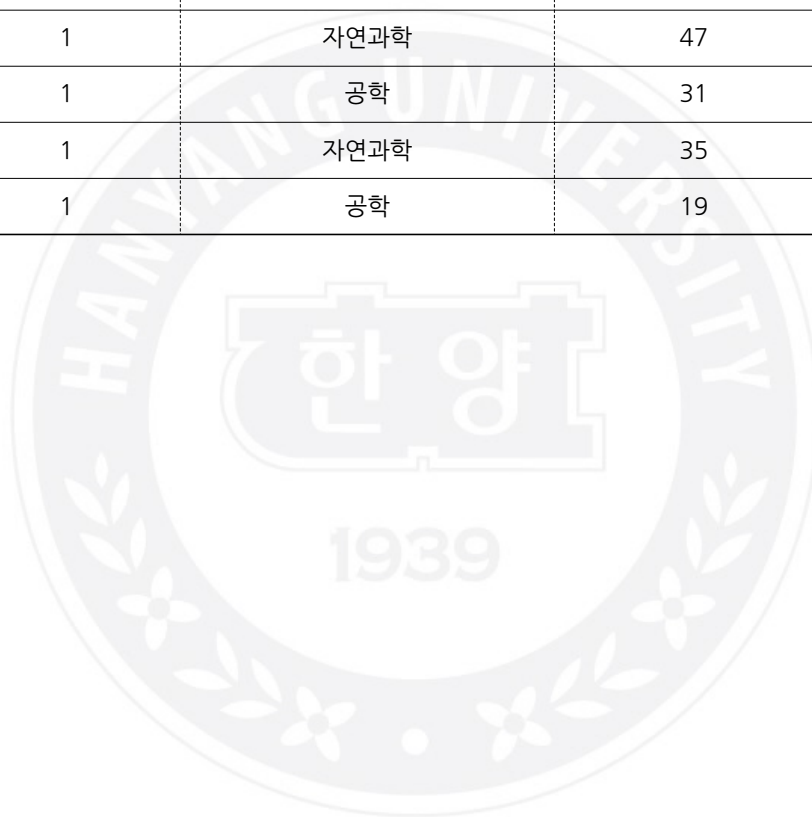 1 자연과학 47
1 공학 31
1 자연과학 35
1 공학 19
HANYANG UNIVERSITY
한양
1939